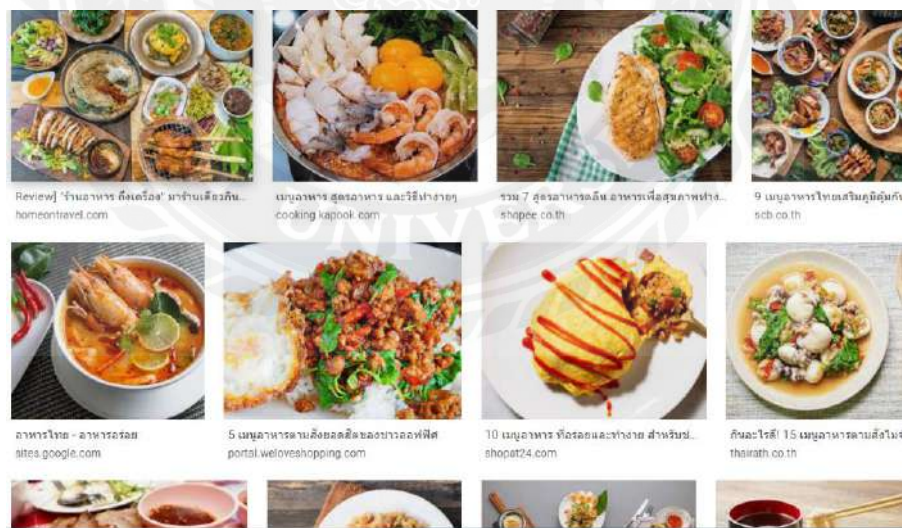 Review] "ร้านอาหาร ถึงเครื่อง" มาร้านเดียวกิน...
homeontravel.com
เมนูอาหาร สูตรอาหาร และวิธีทำง่ายๆ
cooking.kapook.com
รวม 7 สูตรอาหารคลีน อาหารเพื่อสุขภาพทำง่...
shopee.co.th
9 เมนูอาหารไทยเสริมภูมิคุ้มกัน
scb.co.th
UNIVERS
อาหารไทย - อาหารอร่อย
sites.google.com
5 เมนูอาหารตามสั่งยอดฮิตของชาวออฟฟิศ
portal.weloveshopping.com
10 เมนูอาหาร ที่อร่อยและทำง่าย สำหรับช...
shopat24.com
กินอะไรดี! 15 เมนูอาหารตามสั่งไม่จ
thairath.co.th